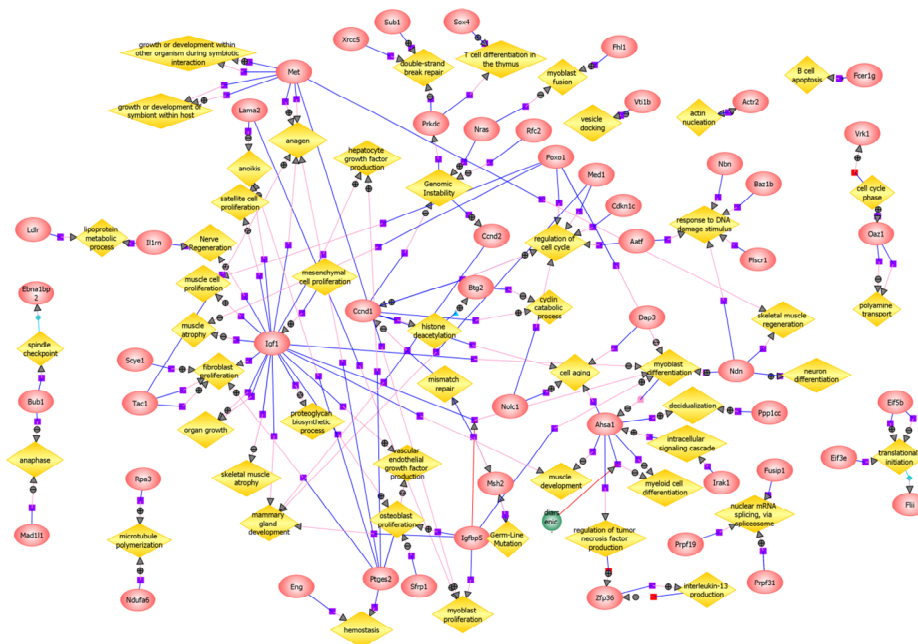 Sub1
Sox4
Xrcc5
growth or development within
other organism during symbiotic
interaction
Met
double-strand
break repair
T cell differentiation in
the thymus
Fhl1
myoblast
fusion
B cell
apoptosis
Fcer1g
growth or development of
symbiont within host
Lama2
Prkdc
Nras
Rfc2
Vti1b
vesicle
docking
actin
nucleation
Actr2
anagen
hepatocyte
growth factor
production
Foxo1
Med1
Nbn
Vrk1
anoikis
satellite cell
proliferation
Genomic
Instability
Baz1b
cell cycle
phase
Cdkn1c
Ldlr
lipoprotein
metabolic
process
Il1rn
Nerve
Regeneration
Ccnd2
regulation of
cell cycle
Aatf
response to DNA
damage stimulus
Oaz1
Plscr1
muscle cell
proliferation
mesenchymal
cell proliferation
Ebna1bp
2
Btg2
polyamine
transport
muscle
atrophy
Ccnd1
histone
deacetylation
cyclin
catabolic
process
Dap3
skeletal muscle
regeneration
spindle
checkpoint
Igf1
Scye1
fibroblast
proliferation
mismatch
repair
cell aging
myoblast
differentiation
Ndn
neuron
differentiation
Bub1
Tac1
Nolc1
decidualization
Ppp1cc
Eif5b
organ growth
proteoglycan
biosynthetic
process
Ahsa1
intracellular
signaling cascade
anaphase
vascular
endothelial
growth factor
production
Eif3e
translational
initiation
skeletal muscle
atrophy
Msh2
muscle
development
myeloid cell
differentiation
Irak1
Fusip1
Rpa3
Flii
mammary
gland
development
osteoblast
proliferation
diars
enic
nuclear mRNA
splicing, via
spliceosome
Mad1l1
microtubule
polymerization
Igfbp5
Germ-Line
Mutation
regulation of tumor
necrosis factor
production
Prpf19
Ndufa6
Eng
Ptges2
Sfrp1
Prpf31
interleukin-13
production
Zfp36
myoblast
proliferation
hemostasis